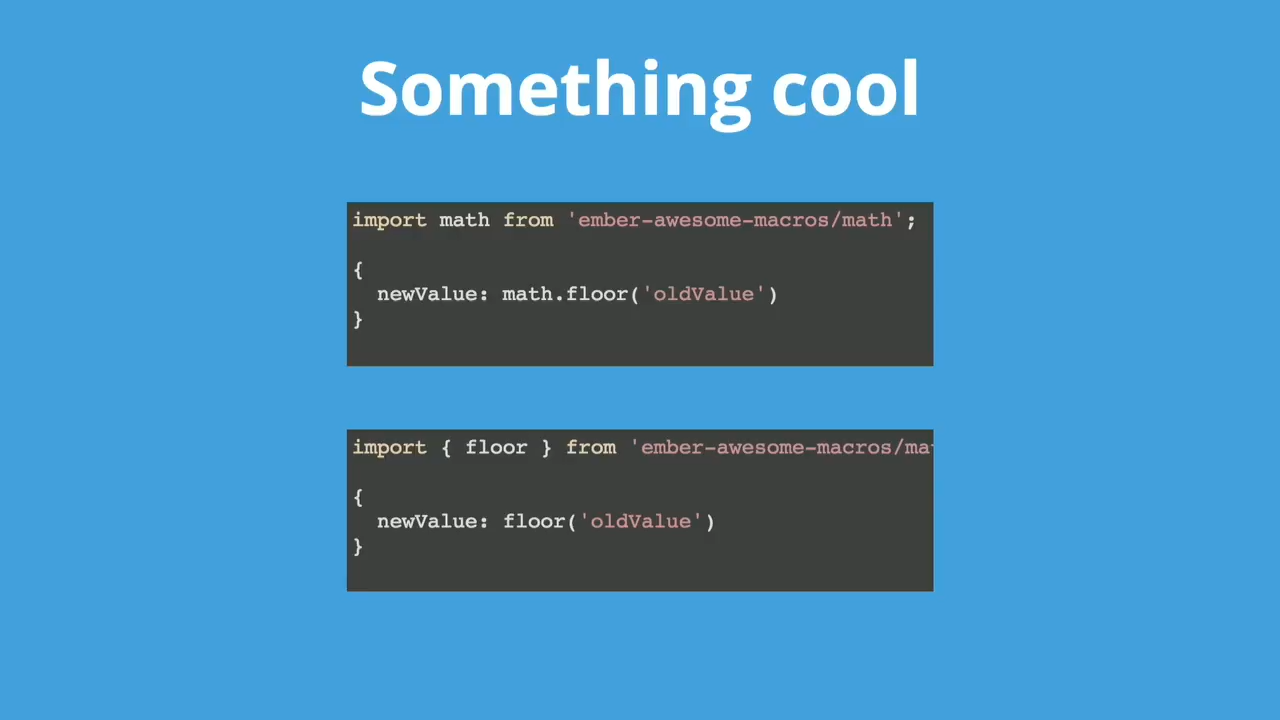 Something cool
import math from 'ember-awesome-macros/math';
{
  newValue: math.floor('oldValue')
}
import { floor } from 'ember-awesome-macros/ma
{
  newValue: floor('oldValue')
}